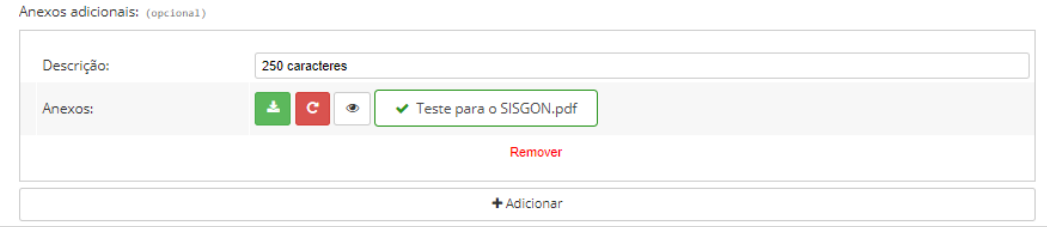 Anexos adicionais: (opcional)
Descrição: 250 caracteres
Anexos: Teste para o SISGON.pdf
Remover
Adicionar